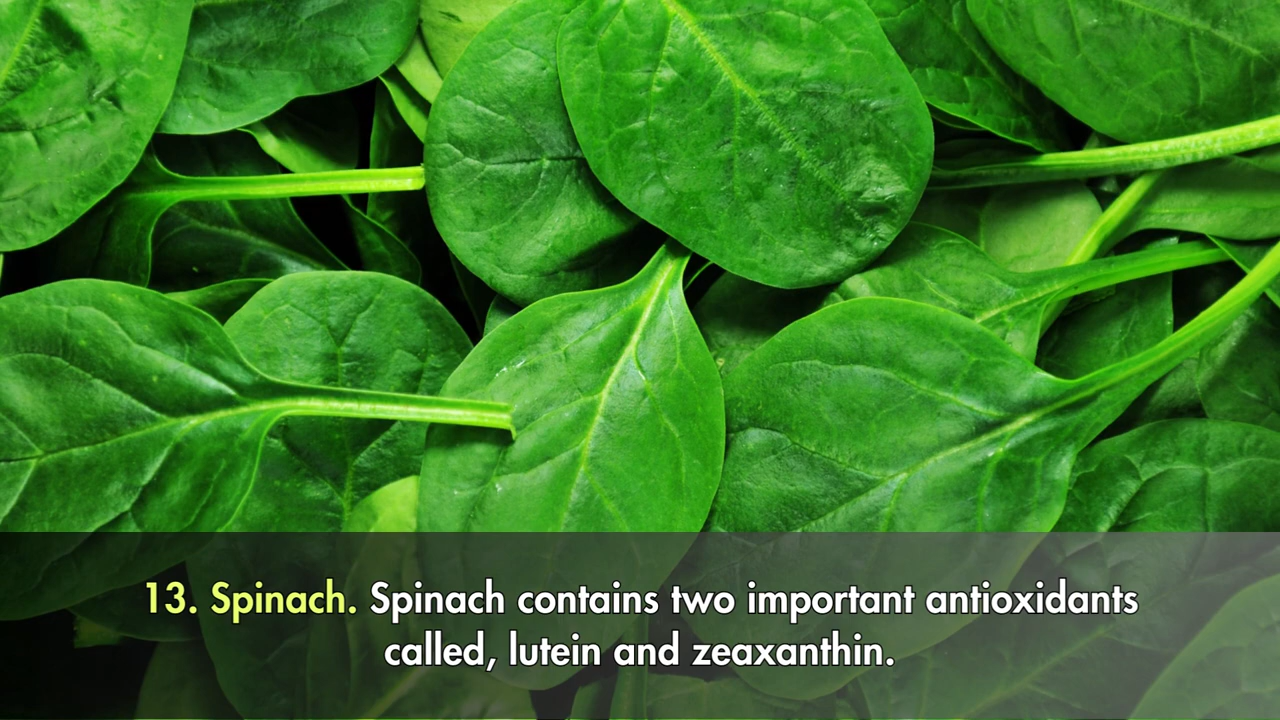 13. Spinach. Spinach contains two important antioxidants
called, lutein and zeaxanthin.